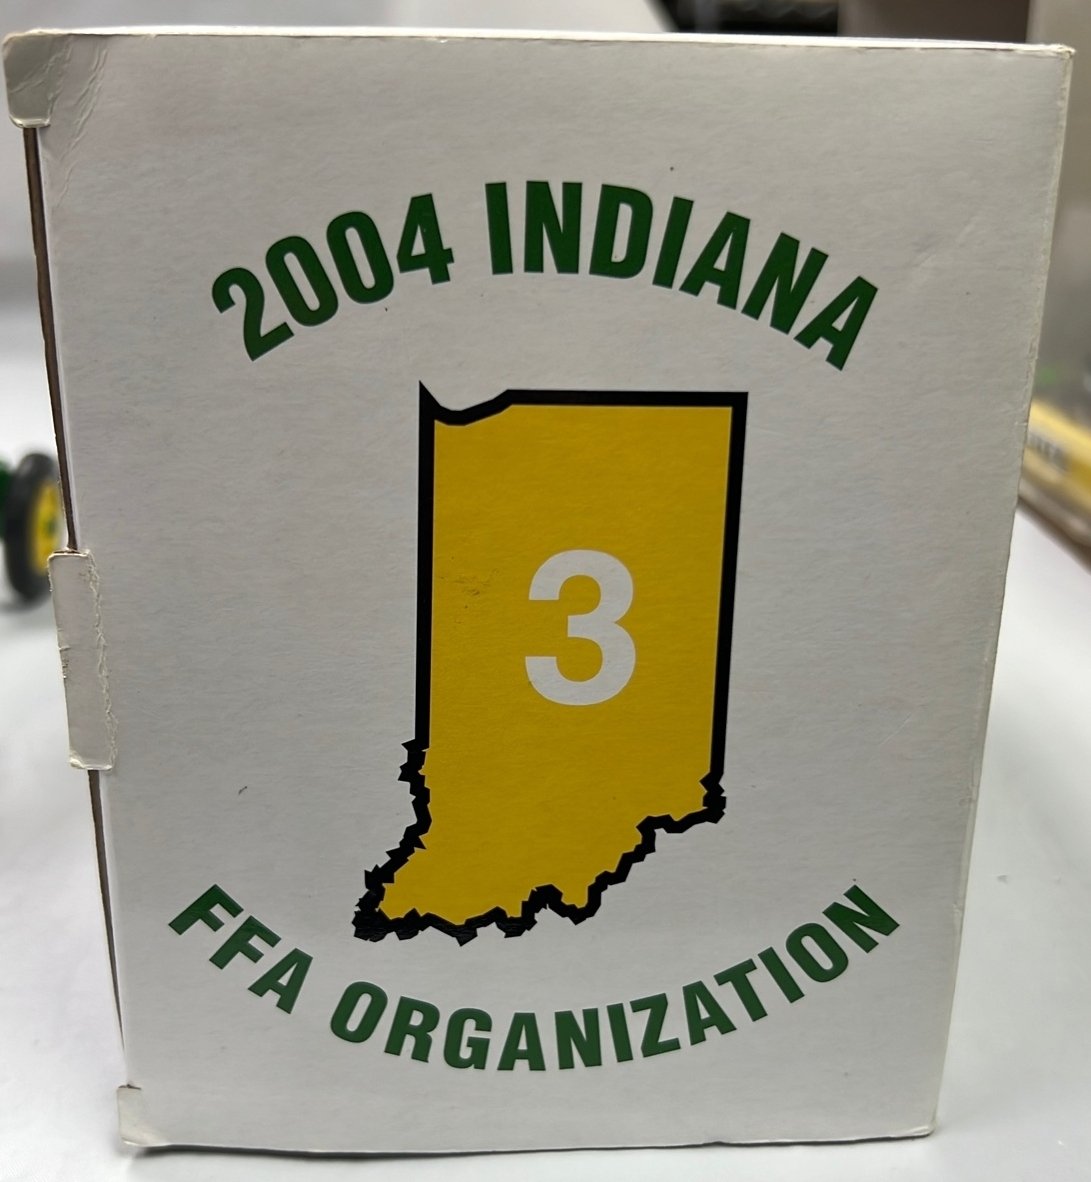 2004 INDIANA
3
FFA ORGANIZATION